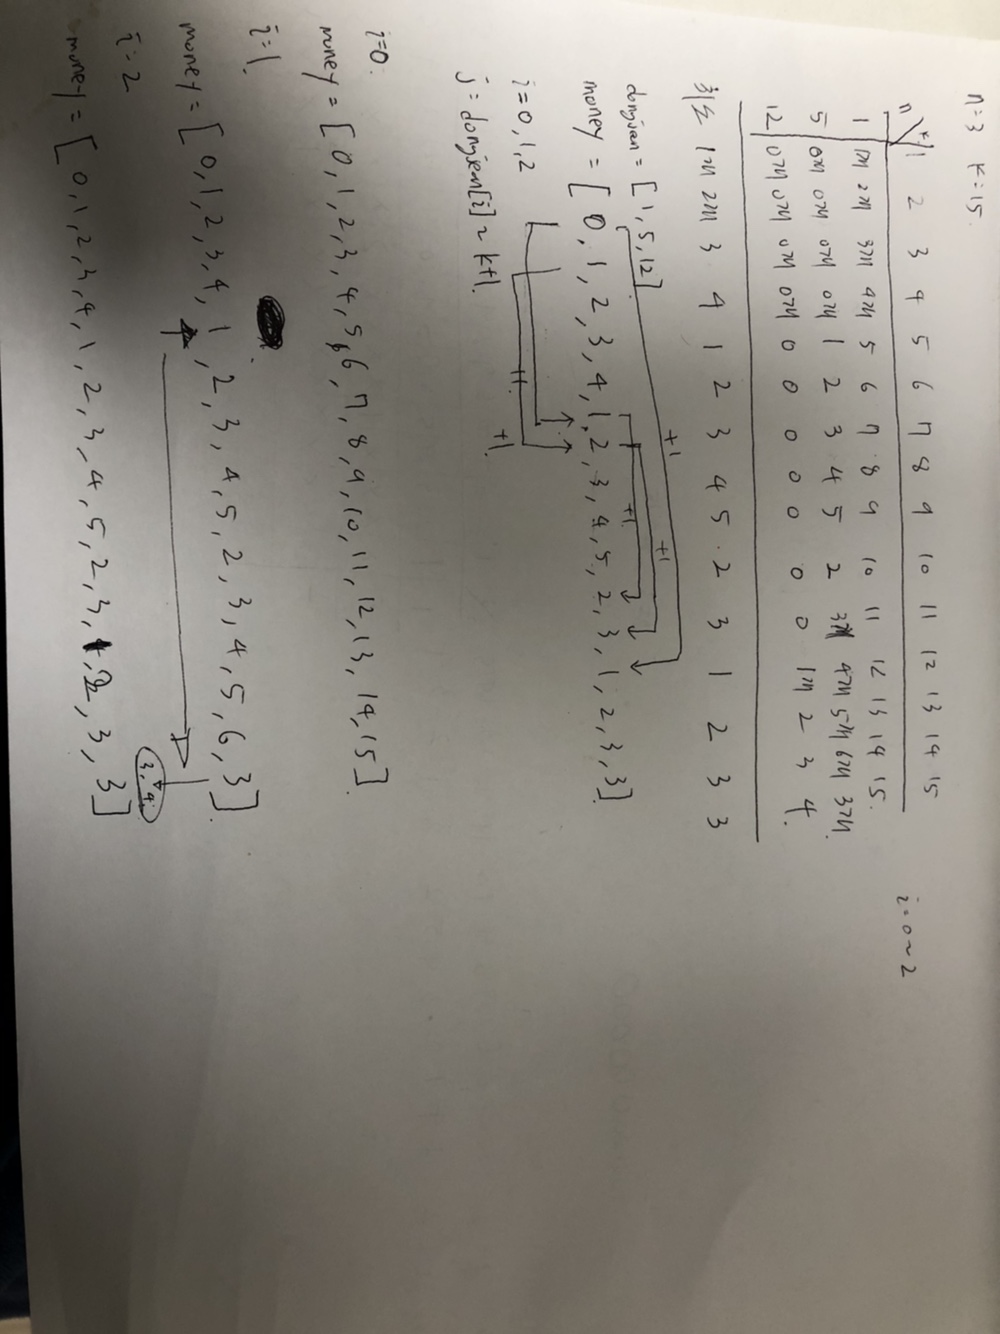 n=3 k=15.
n\k 1 2 3 4 5 6 7 8 9 10 11 12 13 14 15
1 1개 2개 3개 4개 5 6 7 8 9 10 11 12 13 14 15.
5 0개 0개 0개 0개 1 2 3 4 5 2 3개 4개 5개 6개 3개.
12 0개 0개 0개 0개 0 0 0 0 0 0 0 1개 2 3 4.
i=0~2
최소 1개 2개 3 4 1 2 3 4 5 2 3 1 2 3 3
dongjeon = [1, 5, 12]
+1
money = [0, 1, 2, 3, 4, 1, 2, 3, 4, 5, 2, 3, 1, 2, 3, 3]
+1 +1
i=0,1,2
+1. +1.
j = dongjeon[i] ~ k+1.
i=0.
money = [0, 1, 2, 3, 4, 5, 6, 7, 8, 9, 10, 11, 12, 13, 14, 15]
i=1.
money = [0, 1, 2, 3, 4, 1, 2, 3, 4, 5, 2, 3, 4, 5, 6, 3]
3, 4.
i=2
money = [0, 1, 2, 3, 4, 1, 2, 3, 4, 5, 2, 3, 1, 2, 3, 3]